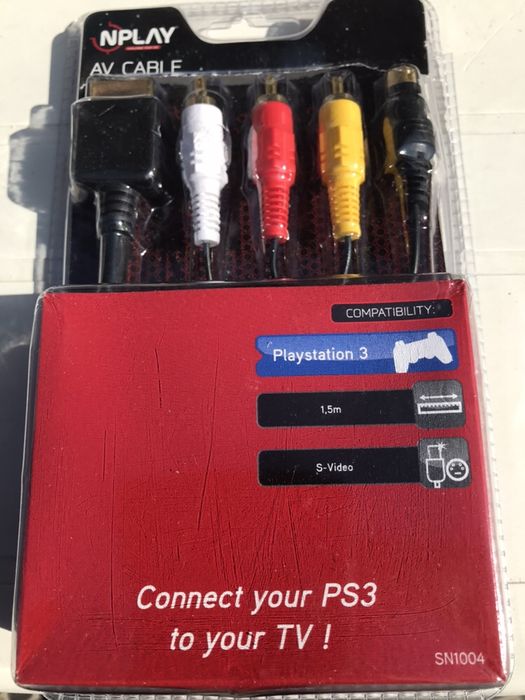 NPLAY
AV CABLE
COMPATIBILITY:
Playstation 3
1,5m
S-Video
Connect your PS3
to your TV !
SN1004